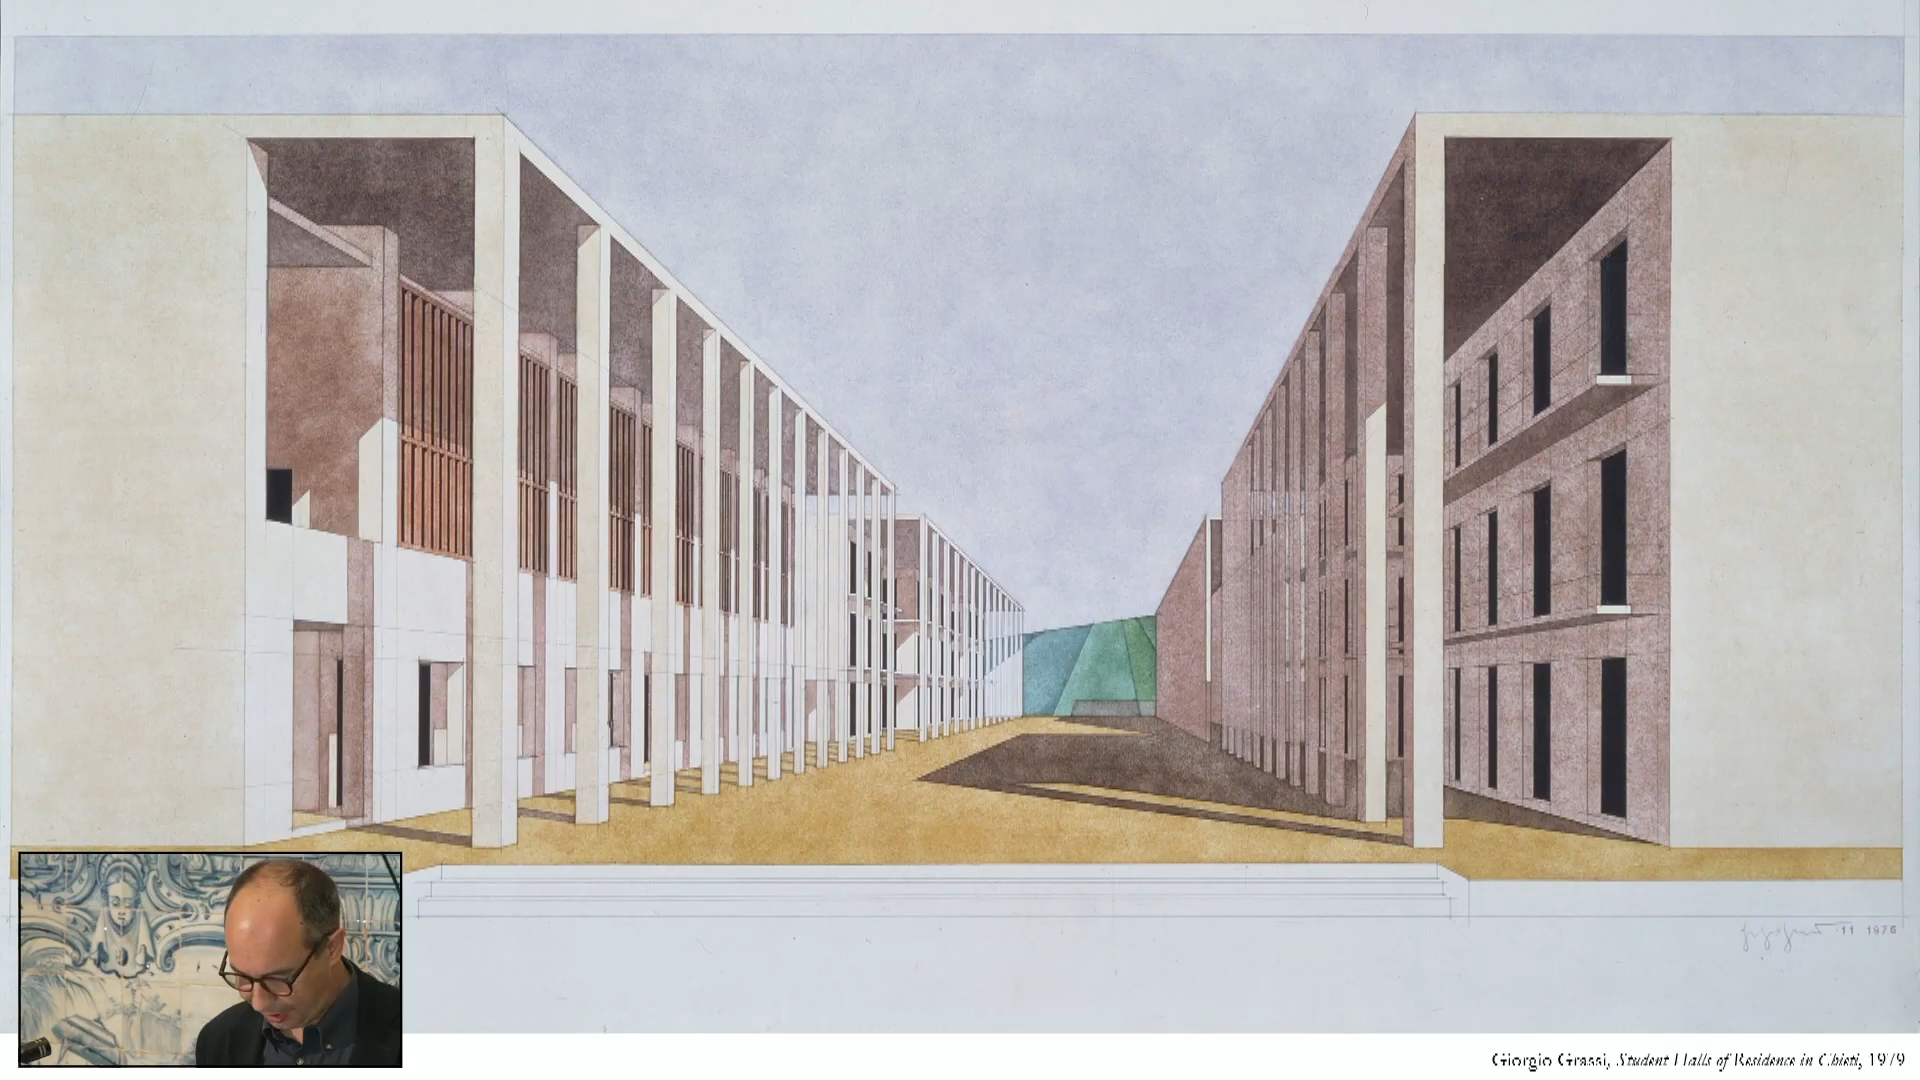 11 1976
Giorgio Grassi, Student Halls of Residence in Chieti, 1979